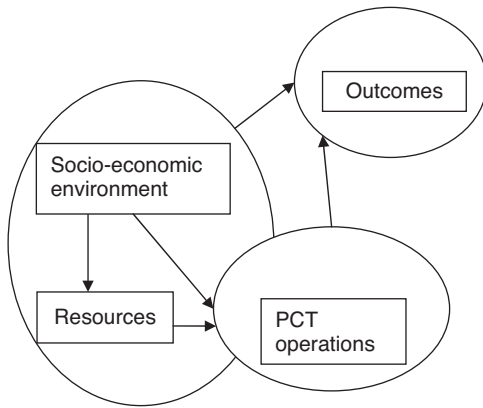 Outcomes
Socio-economic
environment
Resources
PCT
operations